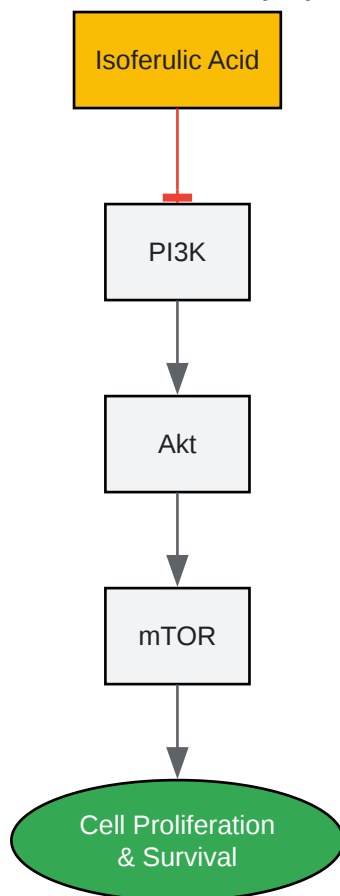 Isoferulic Acid
PI3K
Akt
mTOR
Cell Proliferation
& Survival